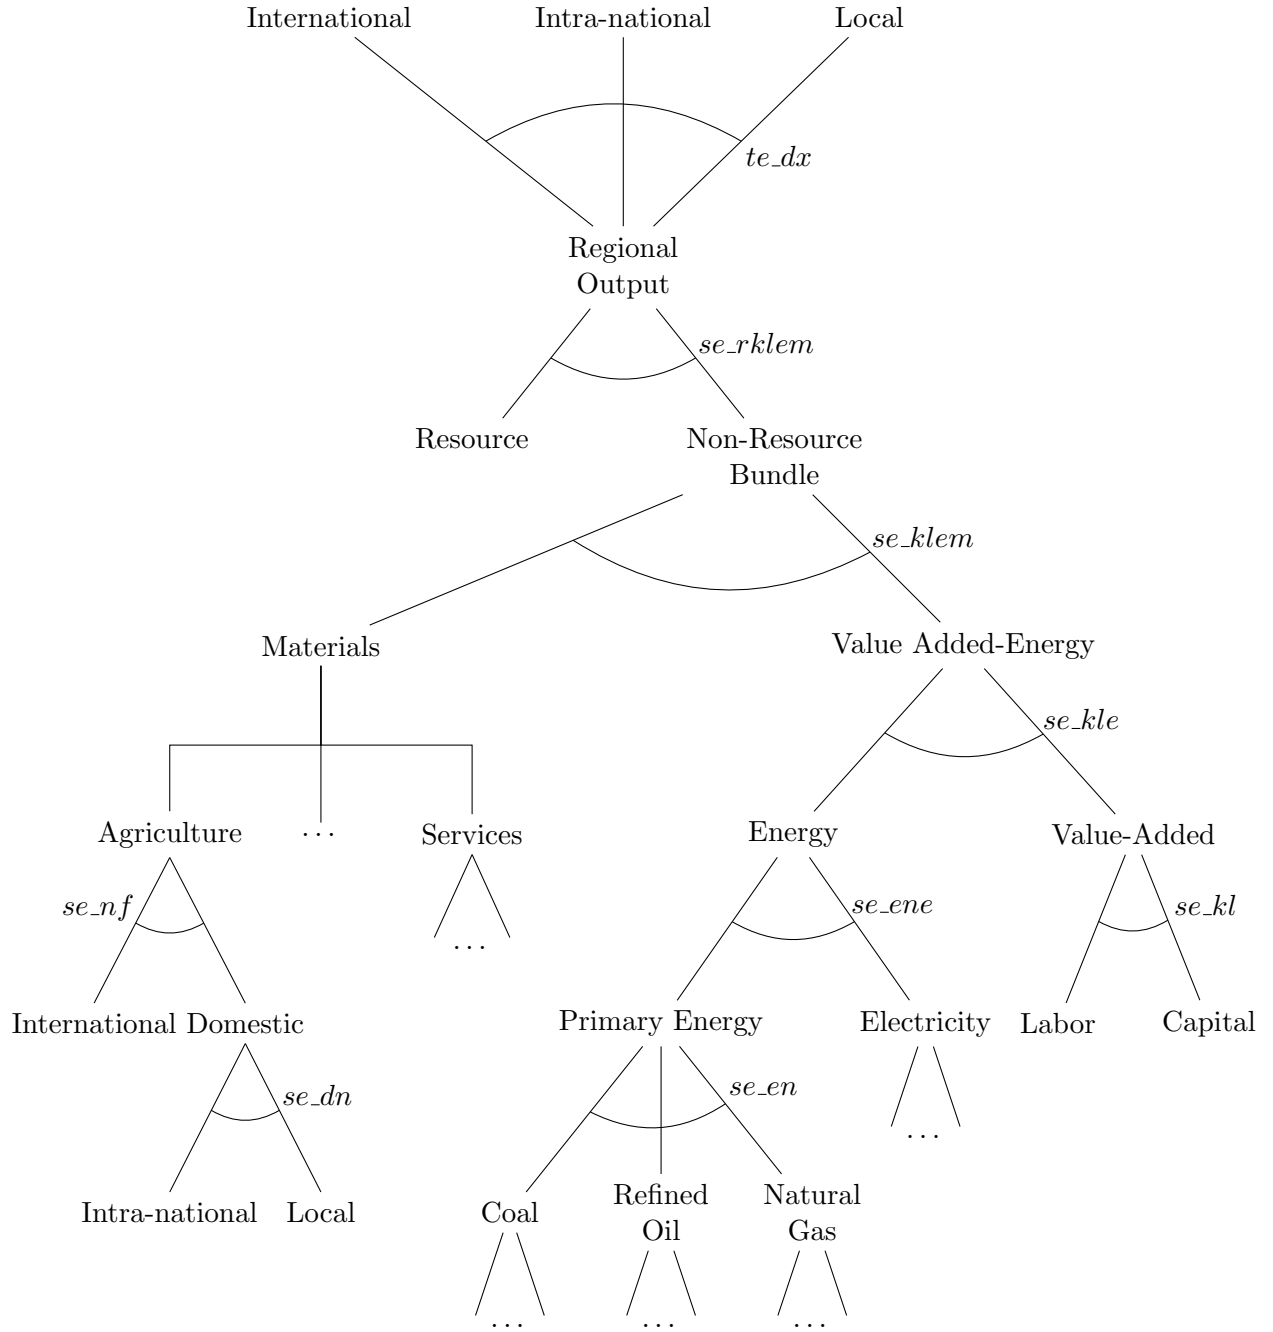 International Intra-national Local
te_dx
Regional
Output
se_rklem
Resource Non-Resource
Bundle
se_klem
Materials Value Added-Energy
se_kle
Agriculture ... Services Energy Value-Added
se_nf se_ene se_kl
...
International Domestic Primary Energy Electricity Labor Capital
se_dn se_en
...
Intra-national Local Coal Refined Natural
Oil Gas
... ... ...